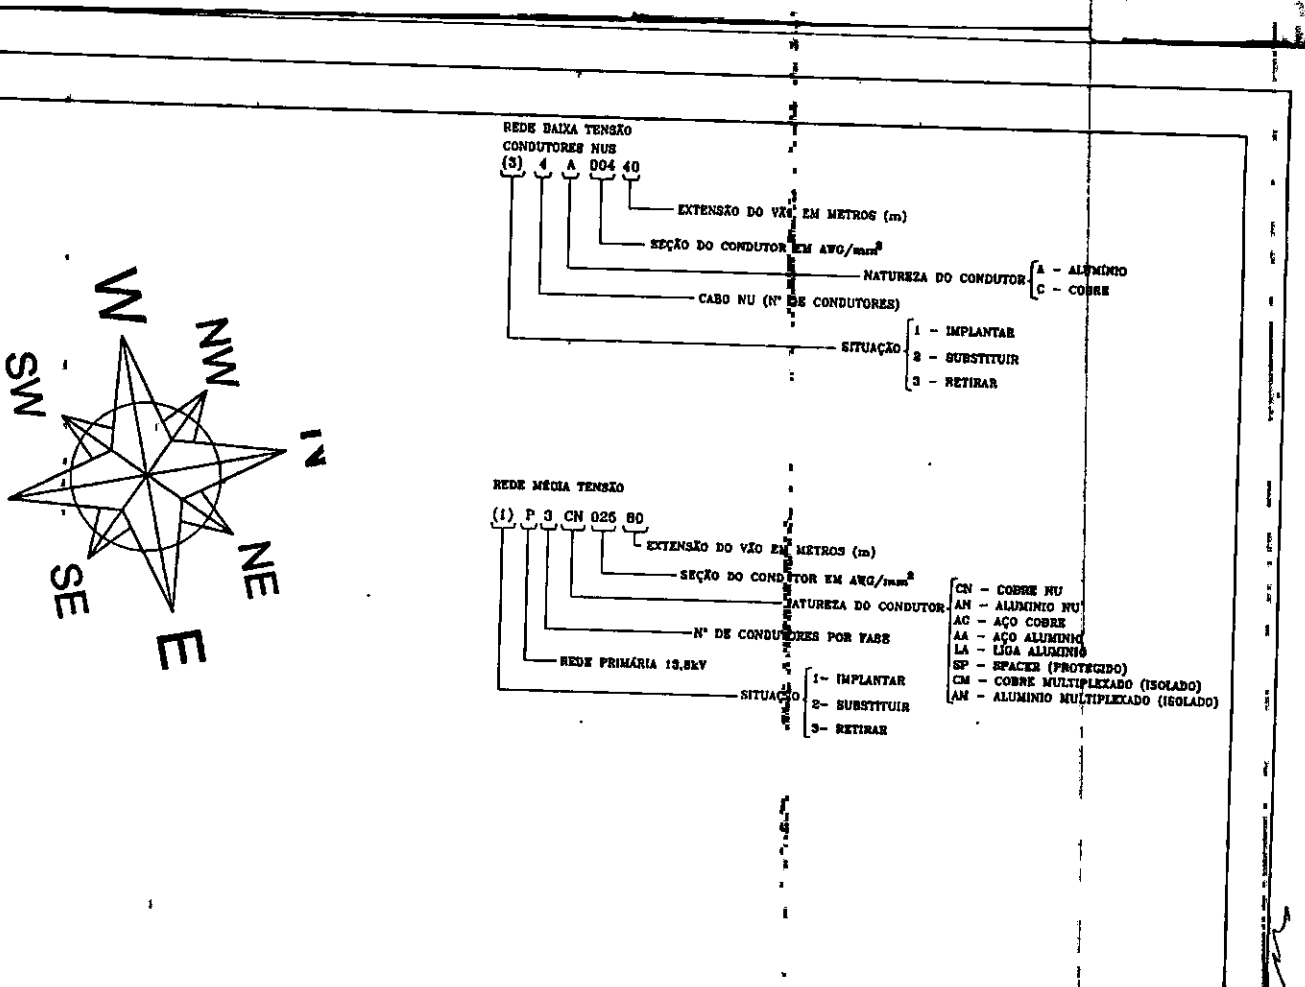 REDE BAIXA TENSÃO
CONDUTORES NUS
(3) 4 A 004 40
EXTENSÃO DO VÃO EM METROS (m)
SEÇÃO DO CONDUTOR EM AWG/mm²
NATUREZA DO CONDUTOR
A - ALUMÍNIO
C - COBRE
CABO NU (N° DE CONDUTORES)
SITUAÇÃO
1 - IMPLANTAR
2 - SUBSTITUIR
3 - RETIRAR
W
NW
SW
N
NE
SE
E
REDE MÉDIA TENSÃO
(1) P 3 CN 025 80
EXTENSÃO DO VÃO EM METROS (m)
SEÇÃO DO CONDUTOR EM AWG/mm²
NATUREZA DO CONDUTOR
CN - COBRE NU
AN - ALUMINIO NU
AC - AÇO COBRE
AA - AÇO ALUMINIO
LA - LIGA ALUMINIO
SP - SPACER (PROTEGIDO)
CM - COBRE MULTIPLEXADO (ISOLADO)
AM - ALUMINIO MULTIPLEXADO (ISOLADO)
N° DE CONDUTORES POR FASE
REDE PRIMÁRIA 13,8kV
SITUAÇÃO
1- IMPLANTAR
2- SUBSTITUIR
3- RETIRAR